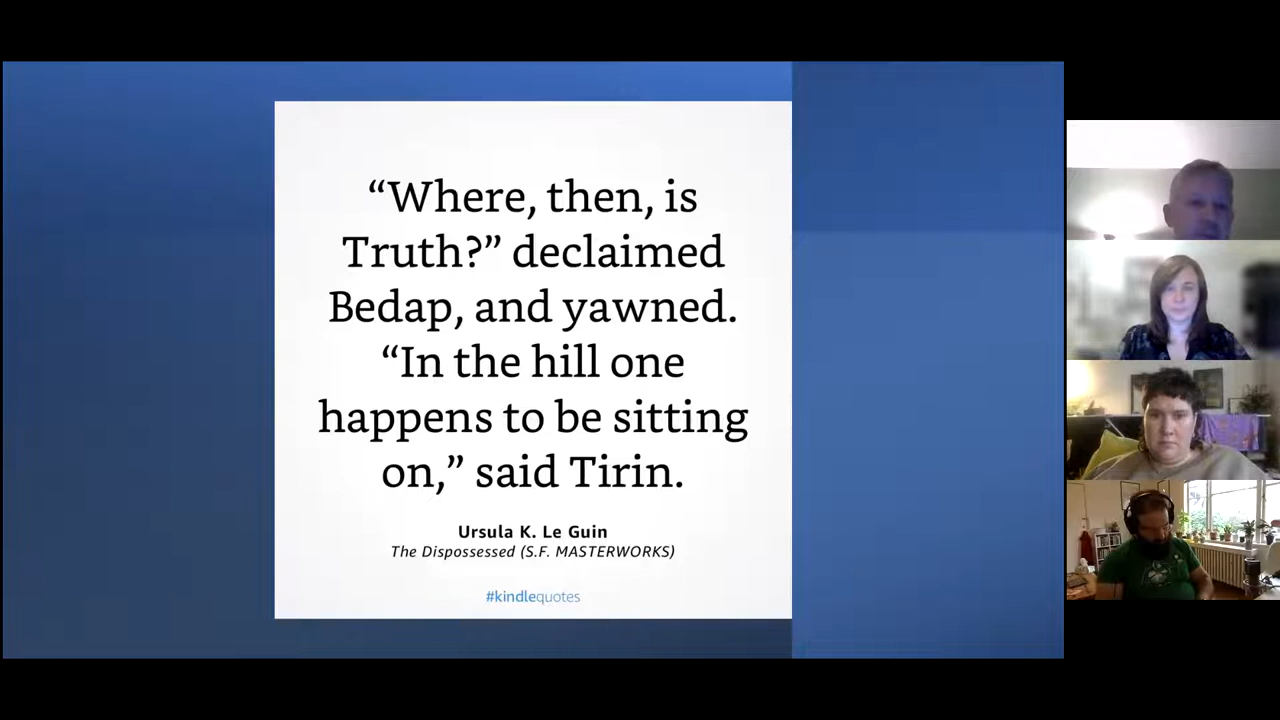 “Where, then, is
Truth?” declaimed
Bedap, and yawned.
“In the hill one
happens to be sitting
on,” said Tirin.
Ursula K. Le Guin
The Dispossessed (S.F. MASTERWORKS)
#kindlequotes